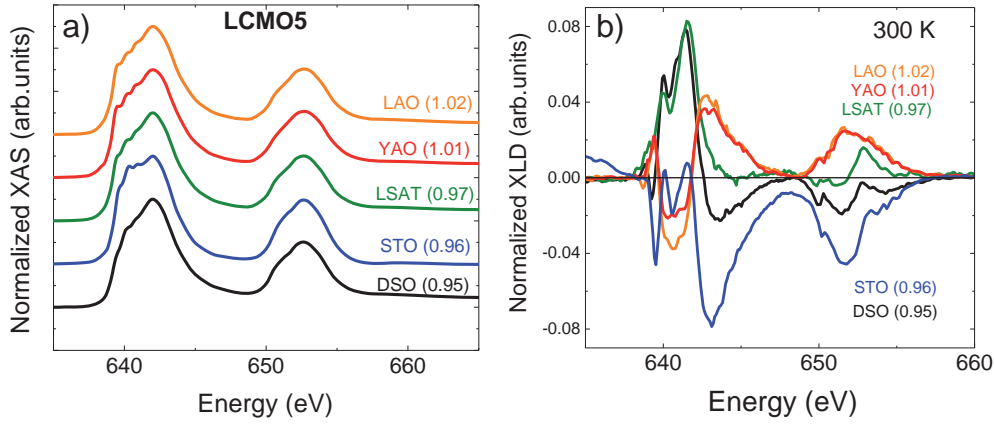 a)
LCMO5
Normalized XAS (arb.units)
LAO (1.02)
YAO (1.01)
LSAT (0.97)
STO (0.96)
DSO (0.95)
640
650
660
Energy (eV)
b)
300 K
Normalized XLD (arb.units)
0.08
0.04
0.00
-0.04
-0.08
LAO (1.02)
YAO (1.01)
LSAT (0.97)
STO (0.96)
DSO (0.95)
640
650
660
Energy (eV)